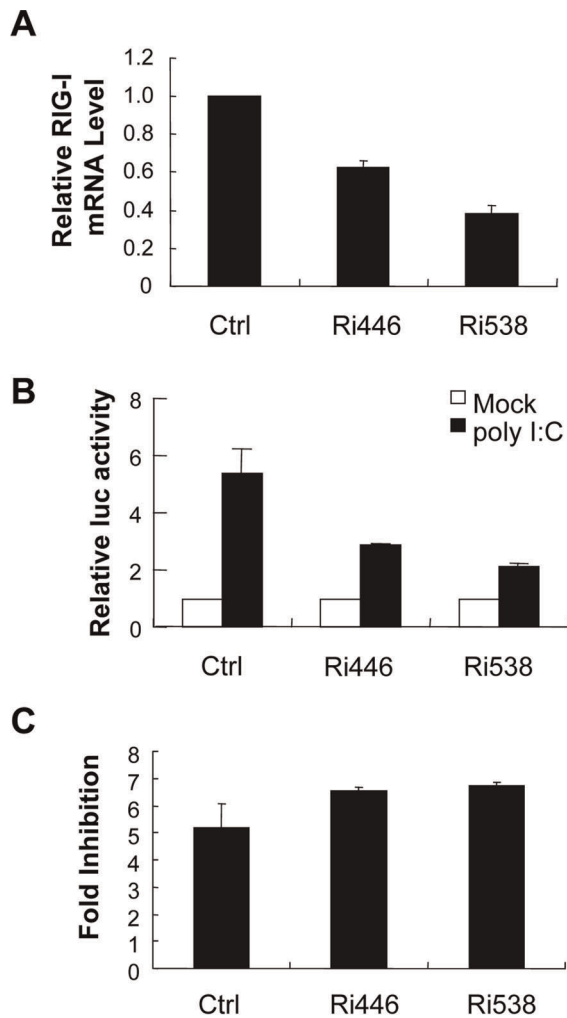 A
Relative RIG-I
mRNA Level
1.2
1.0
0.8
0.6
0.4
0.2
0
Ctrl
Ri446
Ri538
B
Relative luc activity
8
6
4
2
0
Mock
poly I:C
Ctrl
Ri446
Ri538
C
Fold Inhibition
8
7
6
5
4
3
2
1
0
Ctrl
Ri446
Ri538